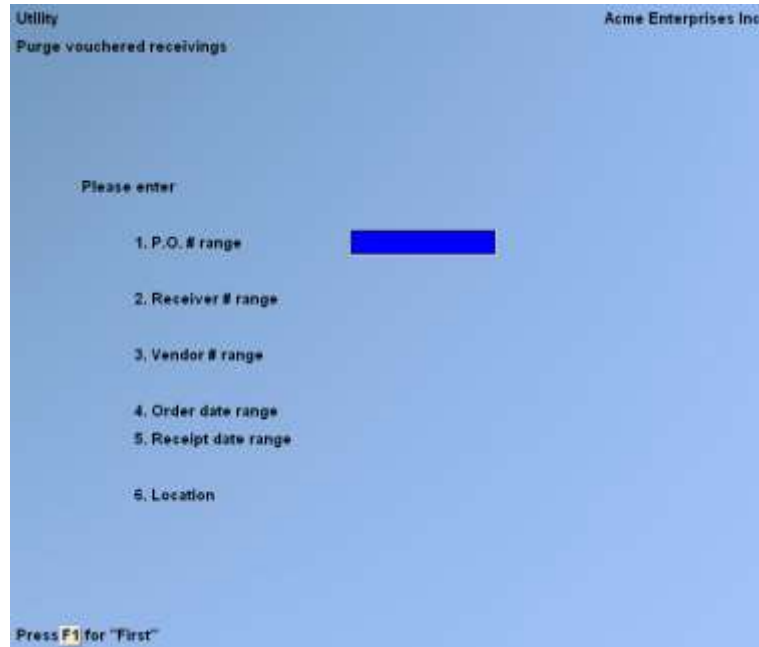 Utility Acme Enterprises Inc
Purge vouchered receivings
Please enter
1. P.O. # range
2. Receiver # range
3. Vendor # range
4. Order date range
5. Receipt date range
6. Location
Press F1 for "First"